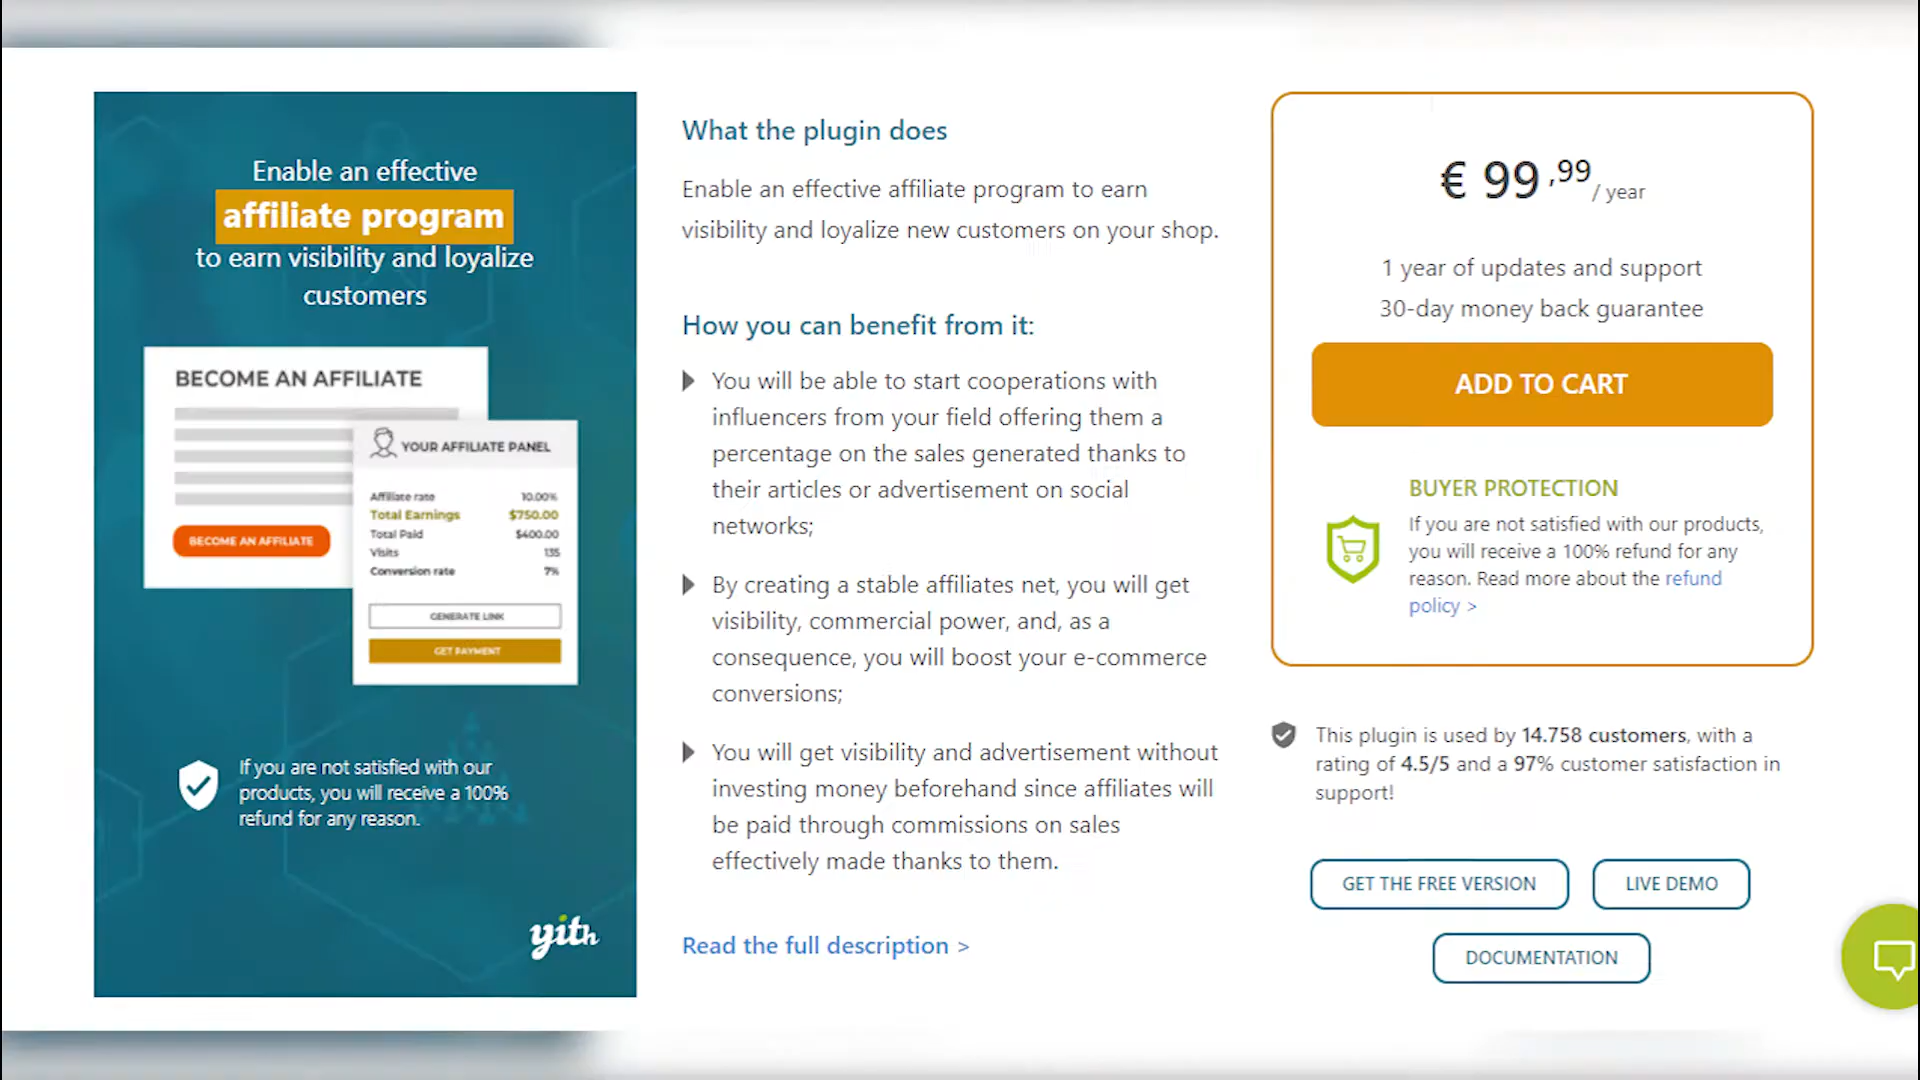 Enable an effective
affiliate program
to earn visibility and loyalize
customers
BECOME AN AFFILIATE
BECOME AN AFFILIATE
YOUR AFFILIATE PANEL
Affiliate rate 10.00%
Total Earnings $750.00
Total Paid $400.00
Visits 135
Conversion rate 7%
GENERATE LINK
GET PAYMENT
If you are not satisfied with our
products, you will receive a 100%
refund for any reason.
yith
What the plugin does
Enable an effective affiliate program to earn
visibility and loyalize new customers on your shop.
How you can benefit from it:
You will be able to start cooperations with
influencers from your field offering them a
percentage on the sales generated thanks to
their articles or advertisement on social
networks;
By creating a stable affiliates net, you will get
visibility, commercial power, and, as a
consequence, you will boost your e-commerce
conversions;
You will get visibility and advertisement without
investing money beforehand since affiliates will
be paid through commissions on sales
effectively made thanks to them.
Read the full description >
€ 99,99 / year
1 year of updates and support
30-day money back guarantee
ADD TO CART
BUYER PROTECTION
If you are not satisfied with our products,
you will receive a 100% refund for any
reason. Read more about the refund
policy >
This plugin is used by 14.758 customers, with a
rating of 4.5/5 and a 97% customer satisfaction in
support!
GET THE FREE VERSION
LIVE DEMO
DOCUMENTATION